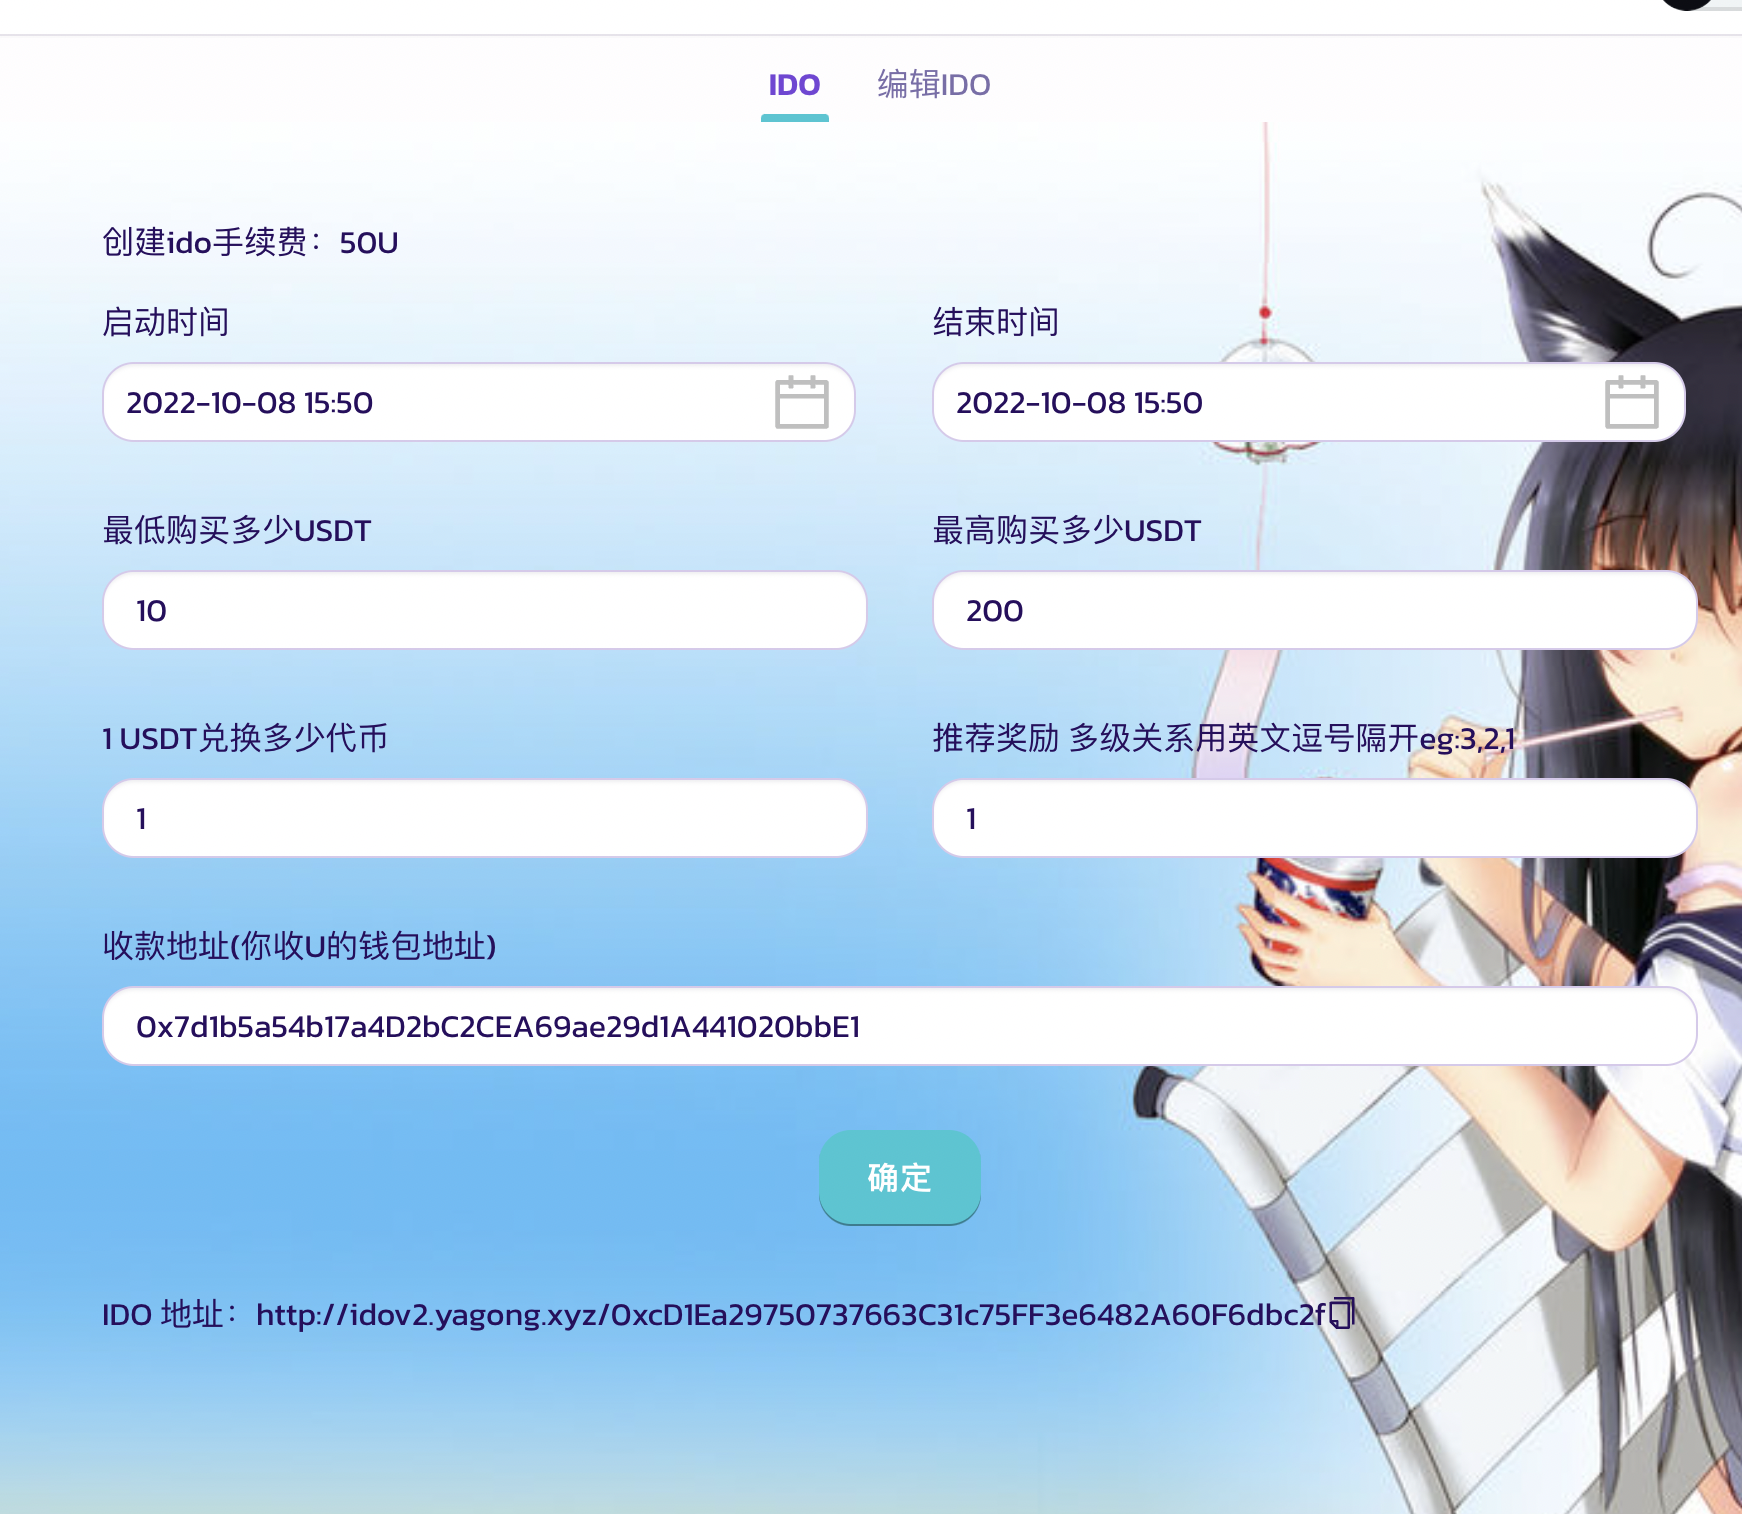 IDO 编辑IDO
创建ido手续费：50U
启动时间 结束时间
2022-10-08 15:50 2022-10-08 15:50
最低购买多少USDT 最高购买多少USDT
10 200
1 USDT兑换多少代币 推荐奖励 多级关系用英文逗号隔开eg:3,2,1
1 1
收款地址(你收U的钱包地址)
0x7d1b5a54b17a4D2bC2CEA69ae29d1A441020bbE1
确定
IDO 地址：http://idov2.yagong.xyz/0xcD1Ea29750737663C31c75FF3e6482A60F6dbc2f